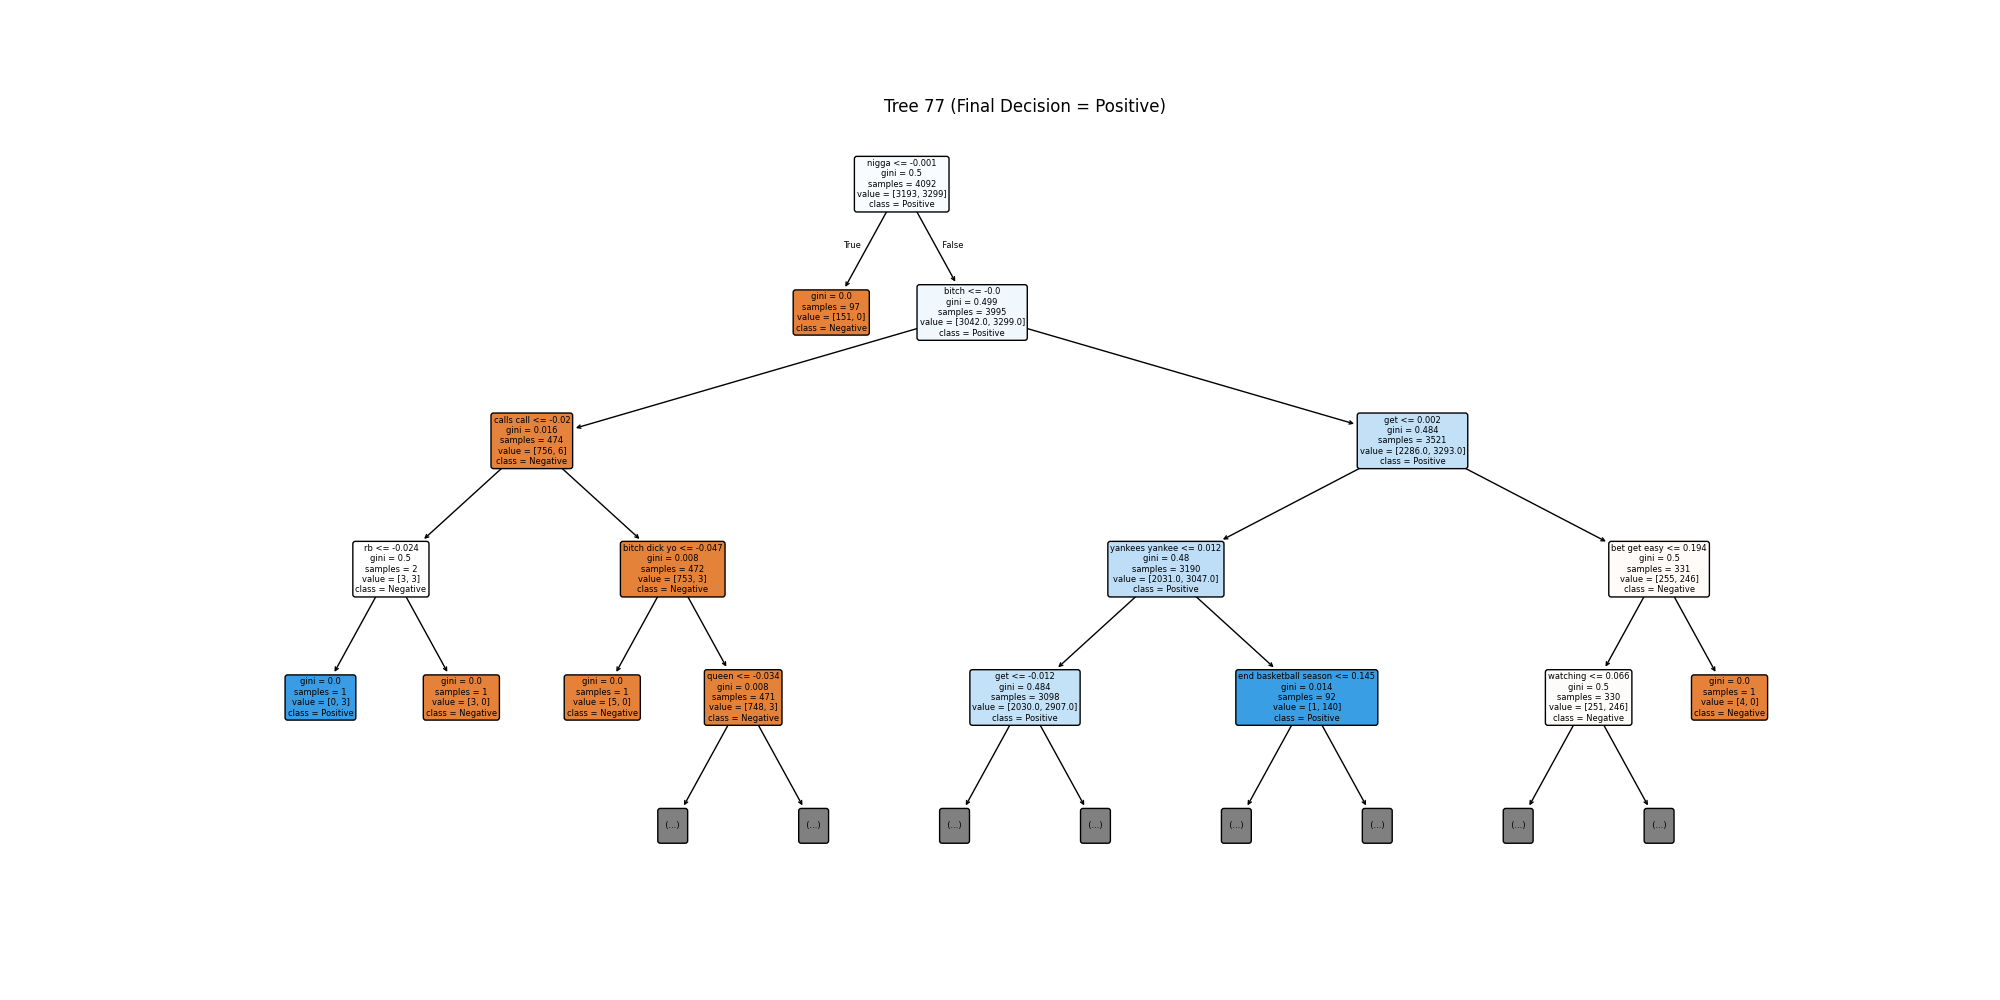 Tree 77 (Final Decision = Positive)
nigga <= -0.001
gini = 0.5
samples = 4092
value = [3193, 3299]
class = Positive
True
False
gini = 0.0
samples = 97
value = [151, 0]
class = Negative
bitch <= -0.0
gini = 0.499
samples = 3995
value = [3042.0, 3299.0]
class = Positive
calls call <= -0.02
gini = 0.016
samples = 474
value = [756, 6]
class = Negative
get <= 0.002
gini = 0.484
samples = 3521
value = [2286.0, 3293.0]
class = Positive
rb <= -0.024
gini = 0.5
samples = 2
value = [3, 3]
class = Negative
bitch dick yo <= -0.047
gini = 0.008
samples = 472
value = [753, 3]
class = Negative
yankees yankee <= 0.012
gini = 0.48
samples = 3190
value = [2031.0, 3047.0]
class = Positive
bet get easy <= 0.194
gini = 0.5
samples = 331
value = [255, 246]
class = Negative
gini = 0.0
samples = 1
value = [0, 3]
class = Positive
gini = 0.0
samples = 1
value = [3, 0]
class = Negative
gini = 0.0
samples = 1
value = [5, 0]
class = Negative
queen <= -0.034
gini = 0.008
samples = 471
value = [748, 3]
class = Negative
get <= -0.012
gini = 0.484
samples = 3098
value = [2030.0, 2907.0]
class = Positive
end basketball season <= 0.145
gini = 0.014
samples = 92
value = [1, 140]
class = Positive
watching <= 0.066
gini = 0.5
samples = 330
value = [251, 246]
class = Negative
gini = 0.0
samples = 1
value = [4, 0]
class = Negative
(...)
(...)
(...)
(...)
(...)
(...)
(...)
(...)